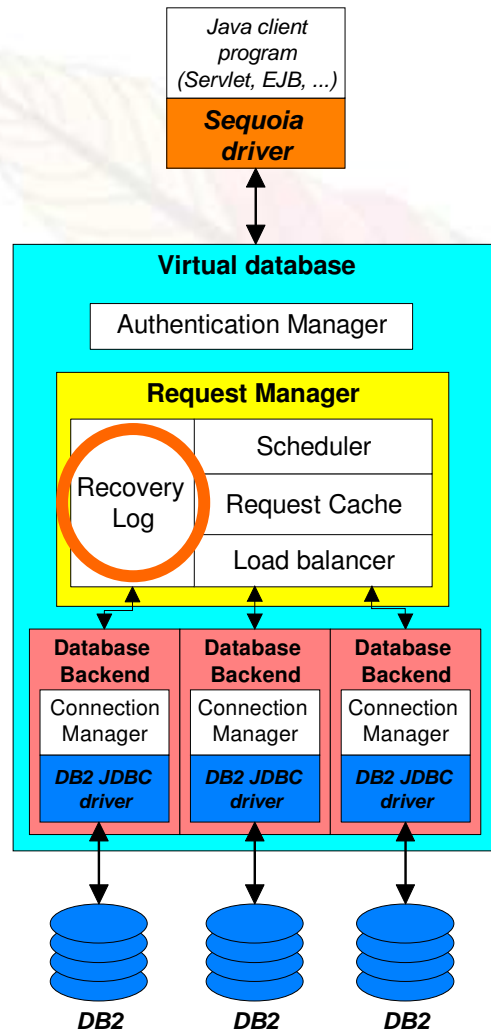 Java client
program
(Servlet, EJB, ...)
Sequoia
driver
Virtual database
Authentication Manager
Request Manager
Recovery
Log
Scheduler
Request Cache
Load balancer
Database
Backend
Connection
Manager
DB2 JDBC
driver
Database
Backend
Connection
Manager
DB2 JDBC
driver
Database
Backend
Connection
Manager
DB2 JDBC
driver
DB2
DB2
DB2